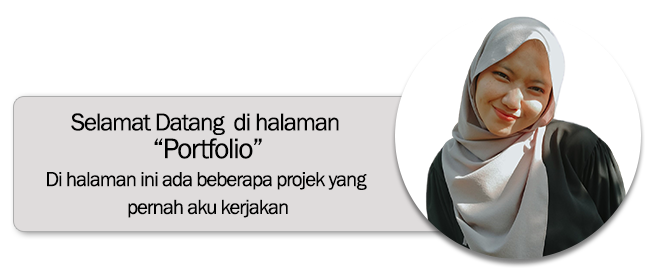 Selamat Datang di halaman
“Portfolio”
Di halaman ini ada beberapa projek yang
pernah aku kerjakan